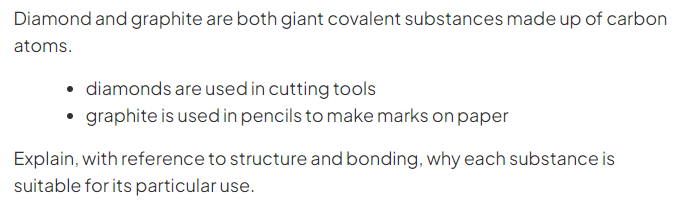 Diamond and graphite are both giant covalent substances made up of carbon
atoms.
• diamonds are used in cutting tools
• graphite is used in pencils to make marks on paper
Explain, with reference to structure and bonding, why each substance is
suitable for its particular use.